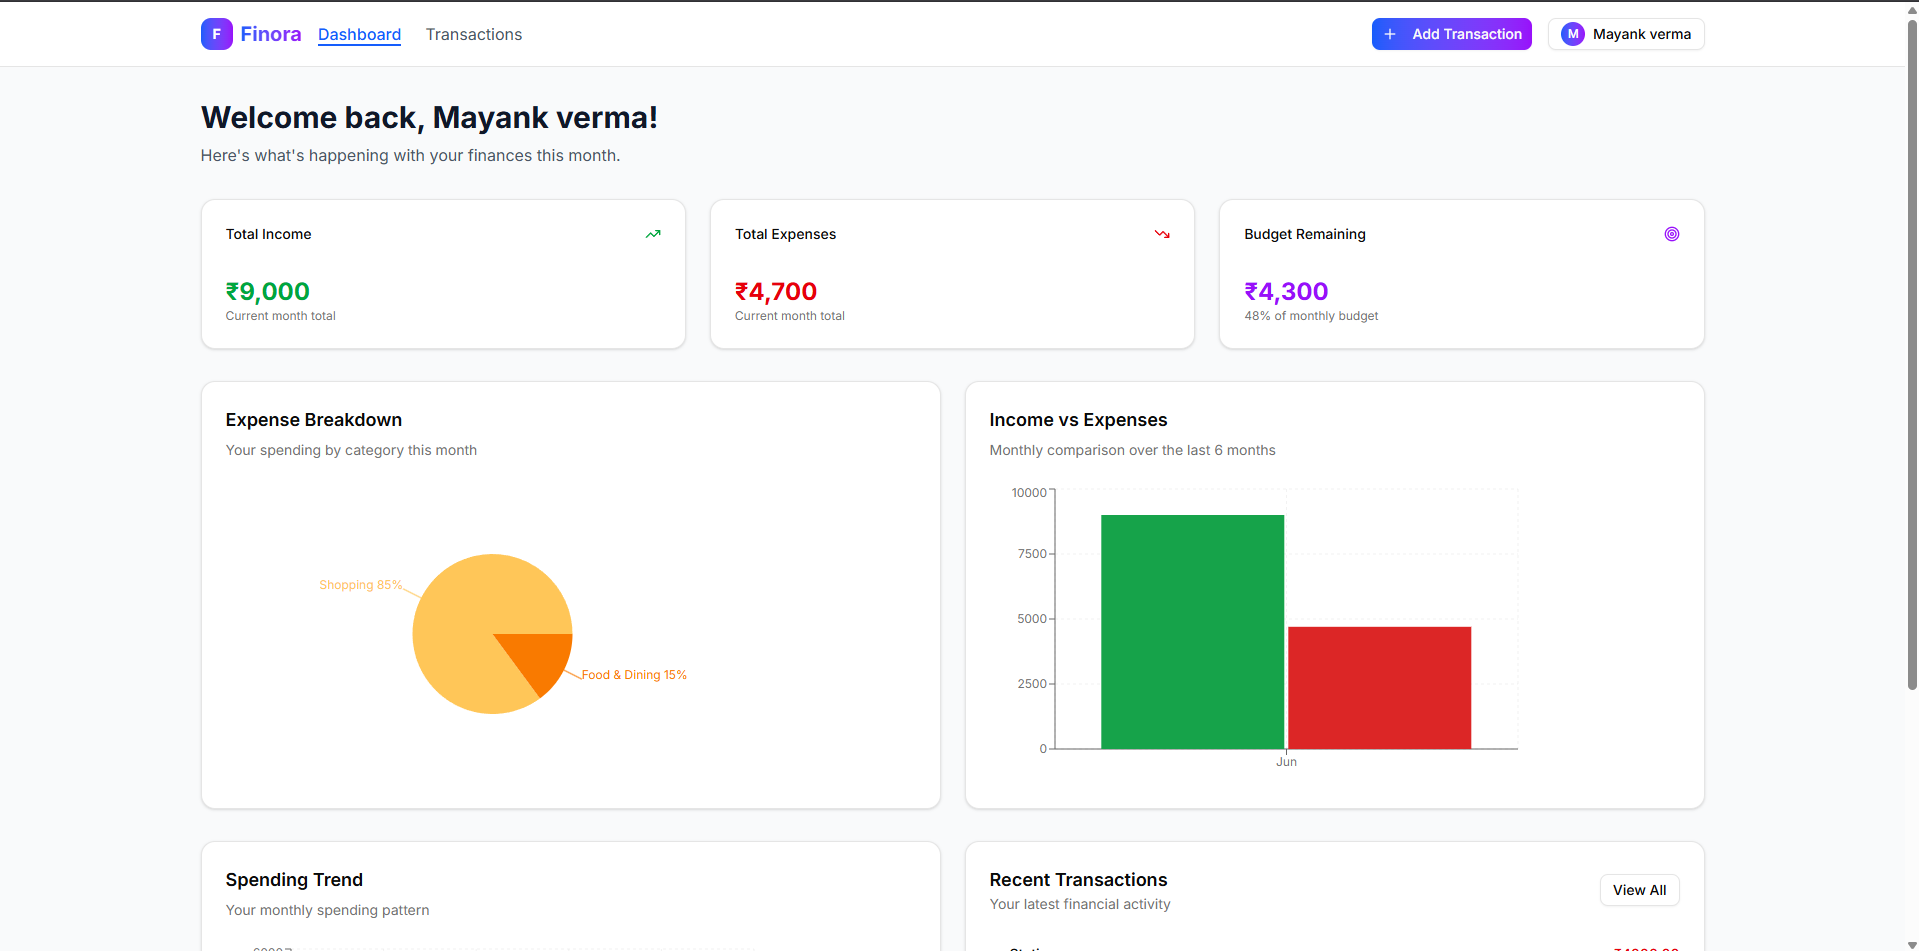 F Finora Dashboard Transactions + Add Transaction M Mayank verma
Welcome back, Mayank verma!
Here's what's happening with your finances this month.
Total Income
₹9,000
Current month total
Total Expenses
₹4,700
Current month total
Budget Remaining
₹4,300
48% of monthly budget
Expense Breakdown
Your spending by category this month
Shopping 85%
Food & Dining 15%
Income vs Expenses
Monthly comparison over the last 6 months
10000
7500
5000
2500
0
Jun
Spending Trend
Your monthly spending pattern
Recent Transactions
Your latest financial activity
View All